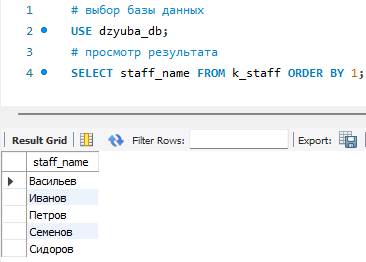 1 # выбор базы данных
2 USE dzyuba_db;
3 # просмотр результата
4 SELECT staff_name FROM k_staff ORDER BY 1;
Result Grid Filter Rows: Export:
staff_name
Васильев
Иванов
Петров
Семенов
Сидоров